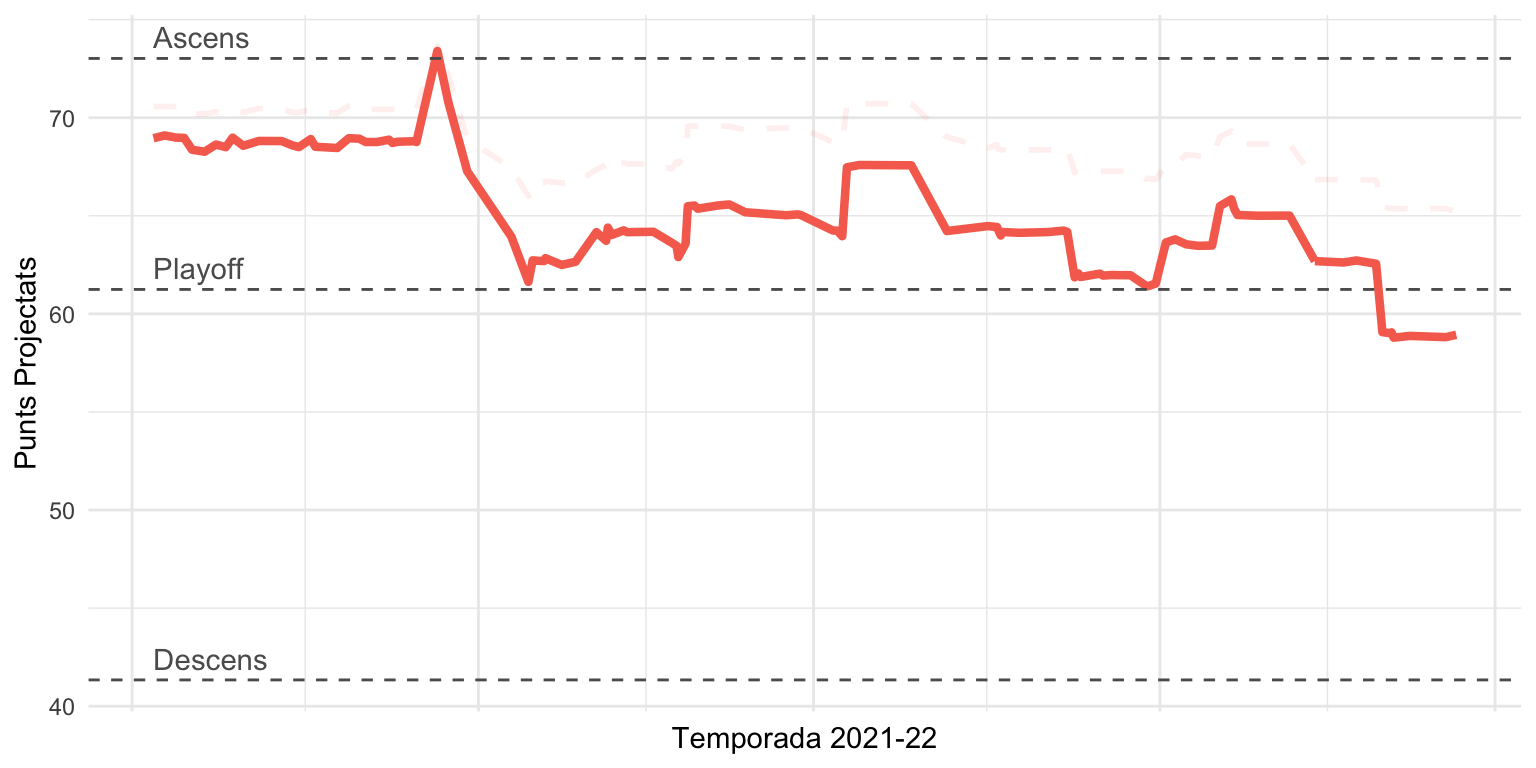 Ascens
70
Playoff
60
Punts Projectats
50
Descens
40
Temporada 2021-22